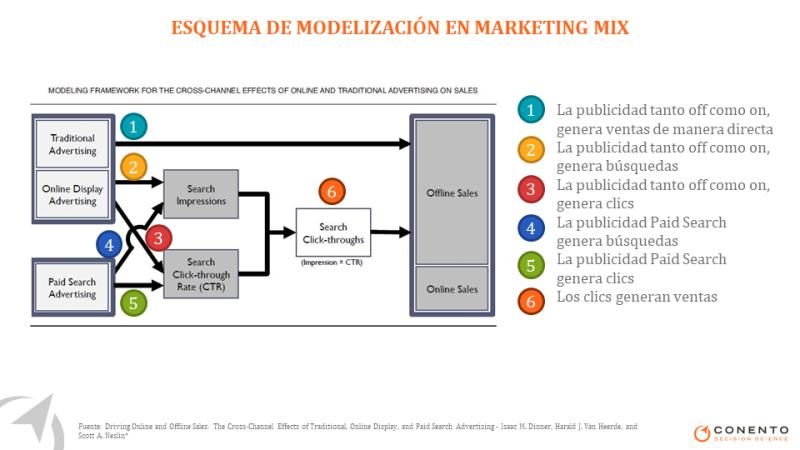 ESQUEMA DE MODELIZACIÓN EN MARKETING MIX
MODELING FRAMEWORK FOR THE CROSS-CHANNEL EFFECTS OF ONLINE AND TRADITIONAL ADVERTISING ON SALES
Traditional
Advertising
Online Display
Advertising
Paid Search
Advertising
1
2
3
4
5
Search
Impressions
Search
Click-through
Rate (CTR)
6
Search
Click-throughs
(Impression × CTR)
Offline Sales
Online Sales
1 La publicidad tanto off como on,
genera ventas de manera directa
2 La publicidad tanto off como on,
genera búsquedas
3 La publicidad tanto off como on,
genera clics
4 La publicidad Paid Search
genera búsquedas
5 La publicidad Paid Search
genera clics
6 Los clics generan ventas
Fuente: Driving Online and Offline Sales: The Cross-Channel Effects of Traditional, Online Display, and Paid Search Advertising - Isaac M. Dinner, Harald J. Van Heerde, and
Scott A. Neslin*
CONENTO
DECISION SCIENCE